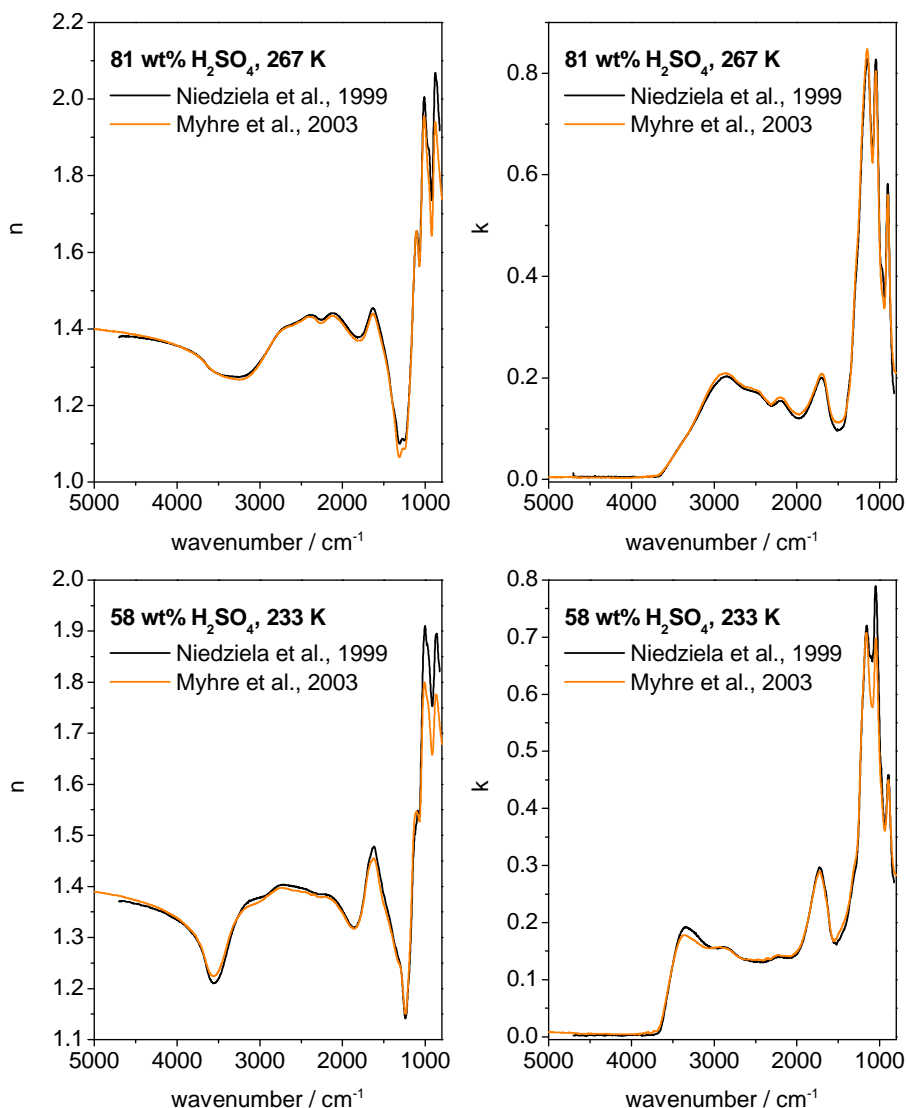 2.2
2.0
1.8
1.6
1.4
1.2
1.0
n
81 wt% H₂SO₄, 267 K
Niedziela et al., 1999
Myhre et al., 2003
5000 4000 3000 2000 1000
wavenumber / cm⁻¹
0.8
0.6
0.4
0.2
0.0
k
81 wt% H₂SO₄, 267 K
Niedziela et al., 1999
Myhre et al., 2003
5000 4000 3000 2000 1000
wavenumber / cm⁻¹
2.0
1.9
1.8
1.7
1.6
1.5
1.4
1.3
1.2
1.1
n
58 wt% H₂SO₄, 233 K
Niedziela et al., 1999
Myhre et al., 2003
5000 4000 3000 2000 1000
wavenumber / cm⁻¹
0.8
0.7
0.6
0.5
0.4
0.3
0.2
0.1
0.0
k
58 wt% H₂SO₄, 233 K
Niedziela et al., 1999
Myhre et al., 2003
5000 4000 3000 2000 1000
wavenumber / cm⁻¹